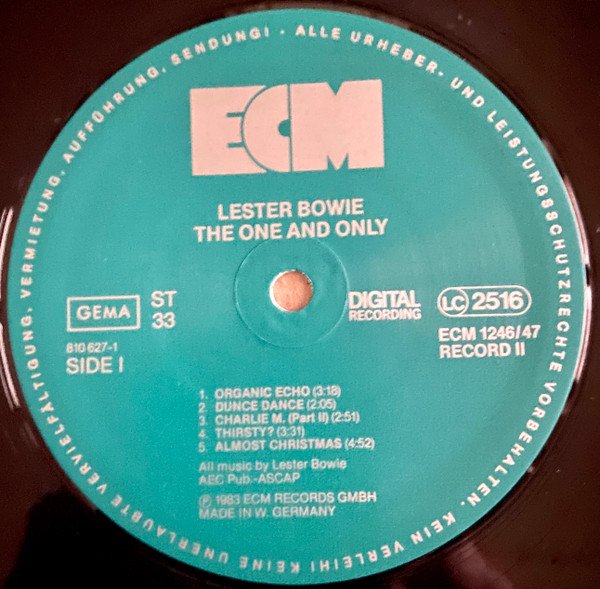 ECM
LESTER BOWIE
THE ONE AND ONLY
GEMA
ST
33
810 627-1
SIDE I
DIGITAL
RECORDING
LC 2516
ECM 1246/47
RECORD II
1. ORGANIC ECHO (3:18)
2. DUNCE DANCE (2:05)
3. CHARLIE M. (Part II) (2:51)
4. THIRSTY? (3:31)
5. ALMOST CHRISTMAS (4:52)
All music by Lester Bowie
AEC Pub.-ASCAP
℗ 1983 ECM RECORDS GMBH
MADE IN W. GERMANY
ALLE URHEBER- UND LEISTUNGSSCHUTZRECHTE VORBEHALTEN. KEIN VERLEIH! KEINE UNERLAUBTE VERVIELFÄLTIGUNG, VERMIETUNG, AUFFÜHRUNG, SENDUNG! ·